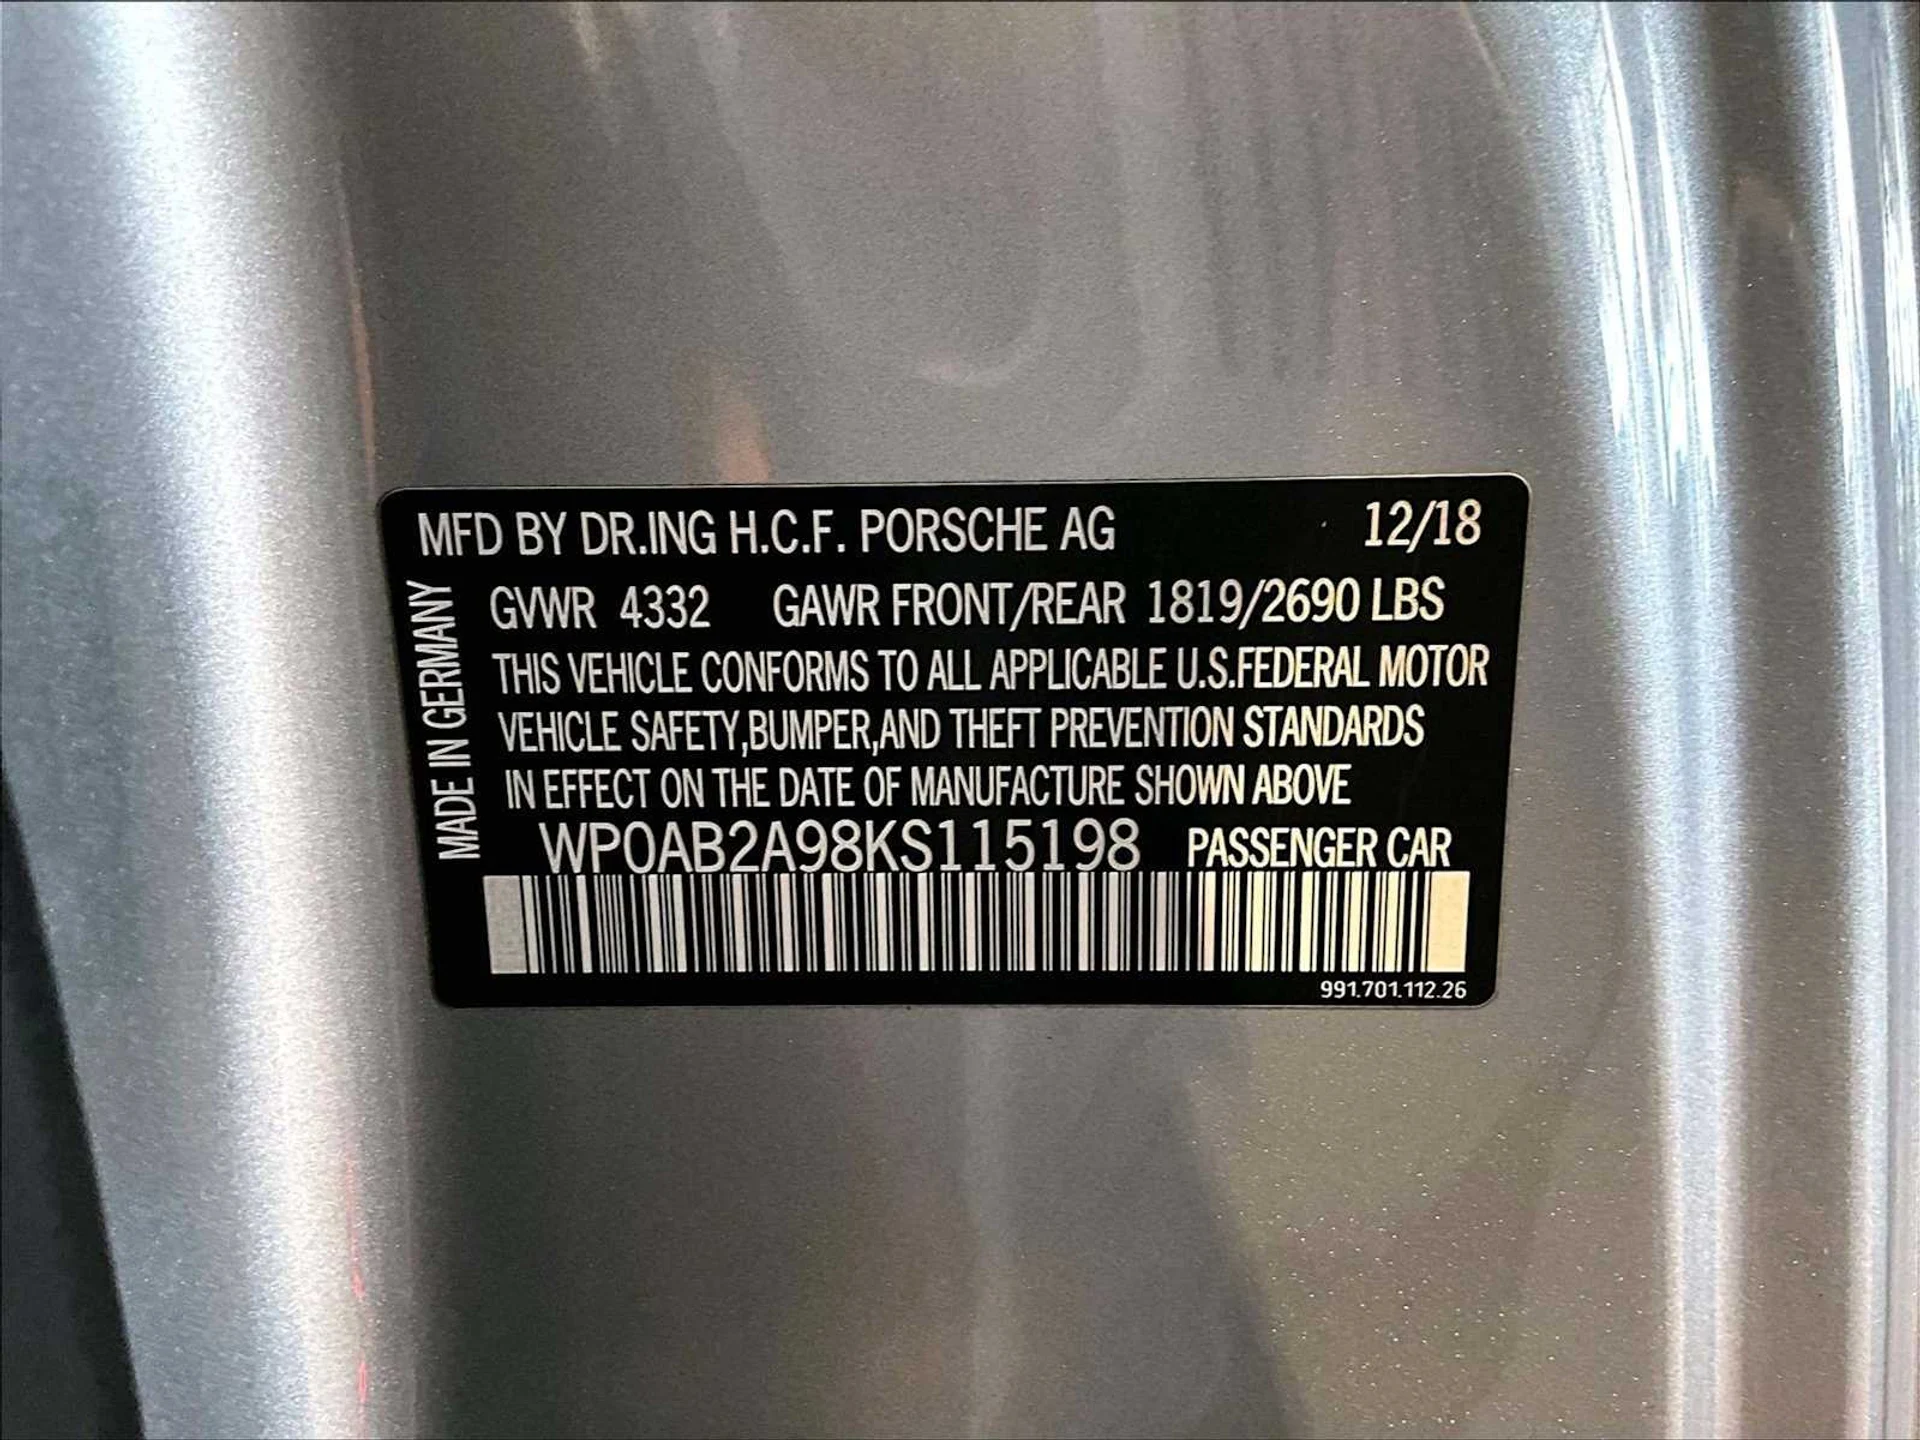 MFD BY DR.ING H.C.F. PORSCHE AG 12/18
GVWR 4332 GAWR FRONT/REAR 1819/2690 LBS
THIS VEHICLE CONFORMS TO ALL APPLICABLE U.S.FEDERAL MOTOR
VEHICLE SAFETY,BUMPER,AND THEFT PREVENTION STANDARDS
IN EFFECT ON THE DATE OF MANUFACTURE SHOWN ABOVE
WP0AB2A98KS115198 PASSENGER CAR
991.701.112.26
MADE IN GERMANY